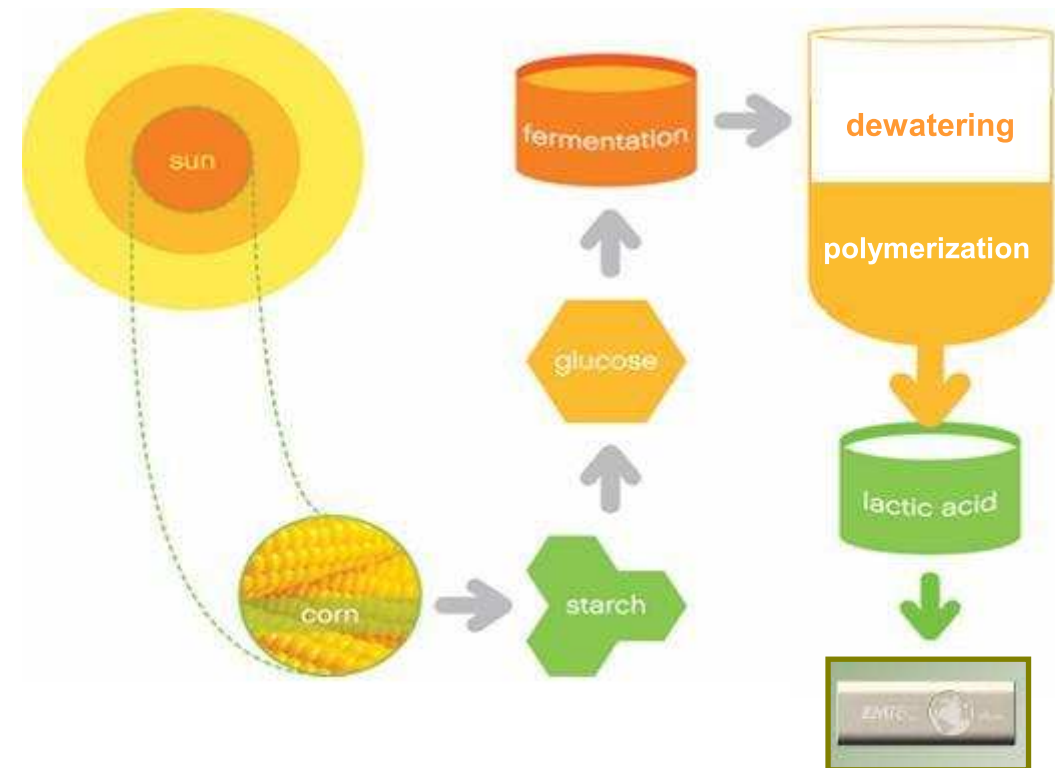 sun
corn
starch
glucose
fermentation
dewatering
polymerization
lactic acid